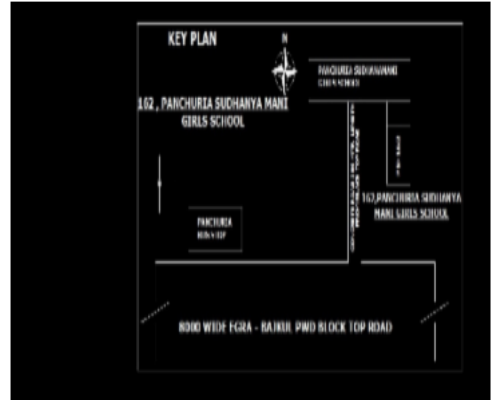 KEY PLAN
N
162 , PANCHURIA SUDHANYA MANI
GIRLS SCHOOL
PANCHURIA SUDHANYAMANI
GIRLS SCHOOL
162,PANCHURIA SUDHANYA
MANI GIRLS SCHOOL
PANCHURIA
8000 WIDE EGRA - BAJKUL PWD BLOCK TOP ROAD